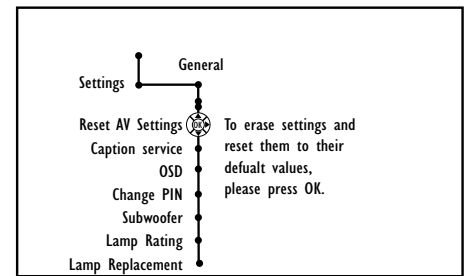 General
Settings
Reset AV Settings OK To erase settings and
Caption service reset them to their
OSD defualt values,
Change PIN please press OK.
Subwoofer
Lamp Rating
Lamp Replacement